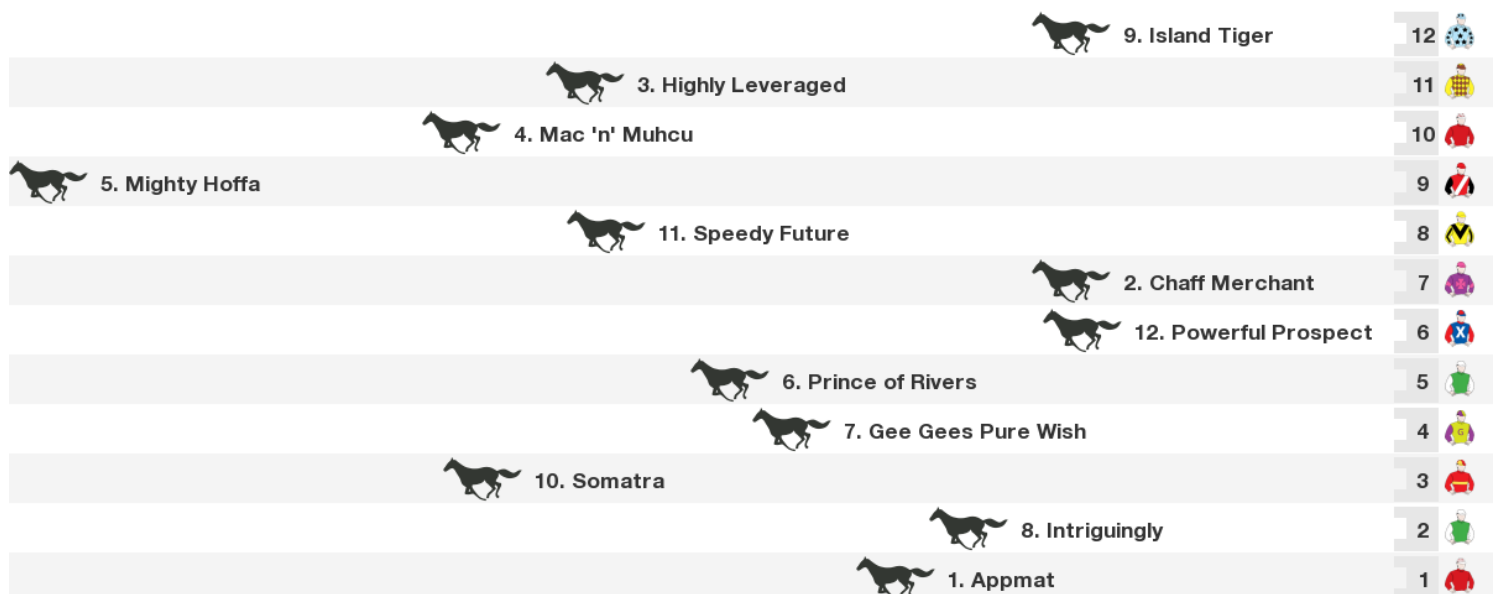 9. Island Tiger 12
3. Highly Leveraged 11
4. Mac 'n' Muhcu 10
5. Mighty Hoffa 9
11. Speedy Future 8
2. Chaff Merchant 7
12. Powerful Prospect 6 X
6. Prince of Rivers 5
7. Gee Gees Pure Wish 4 G
10. Somatra 3
8. Intriguingly 2
1. Appmat 1